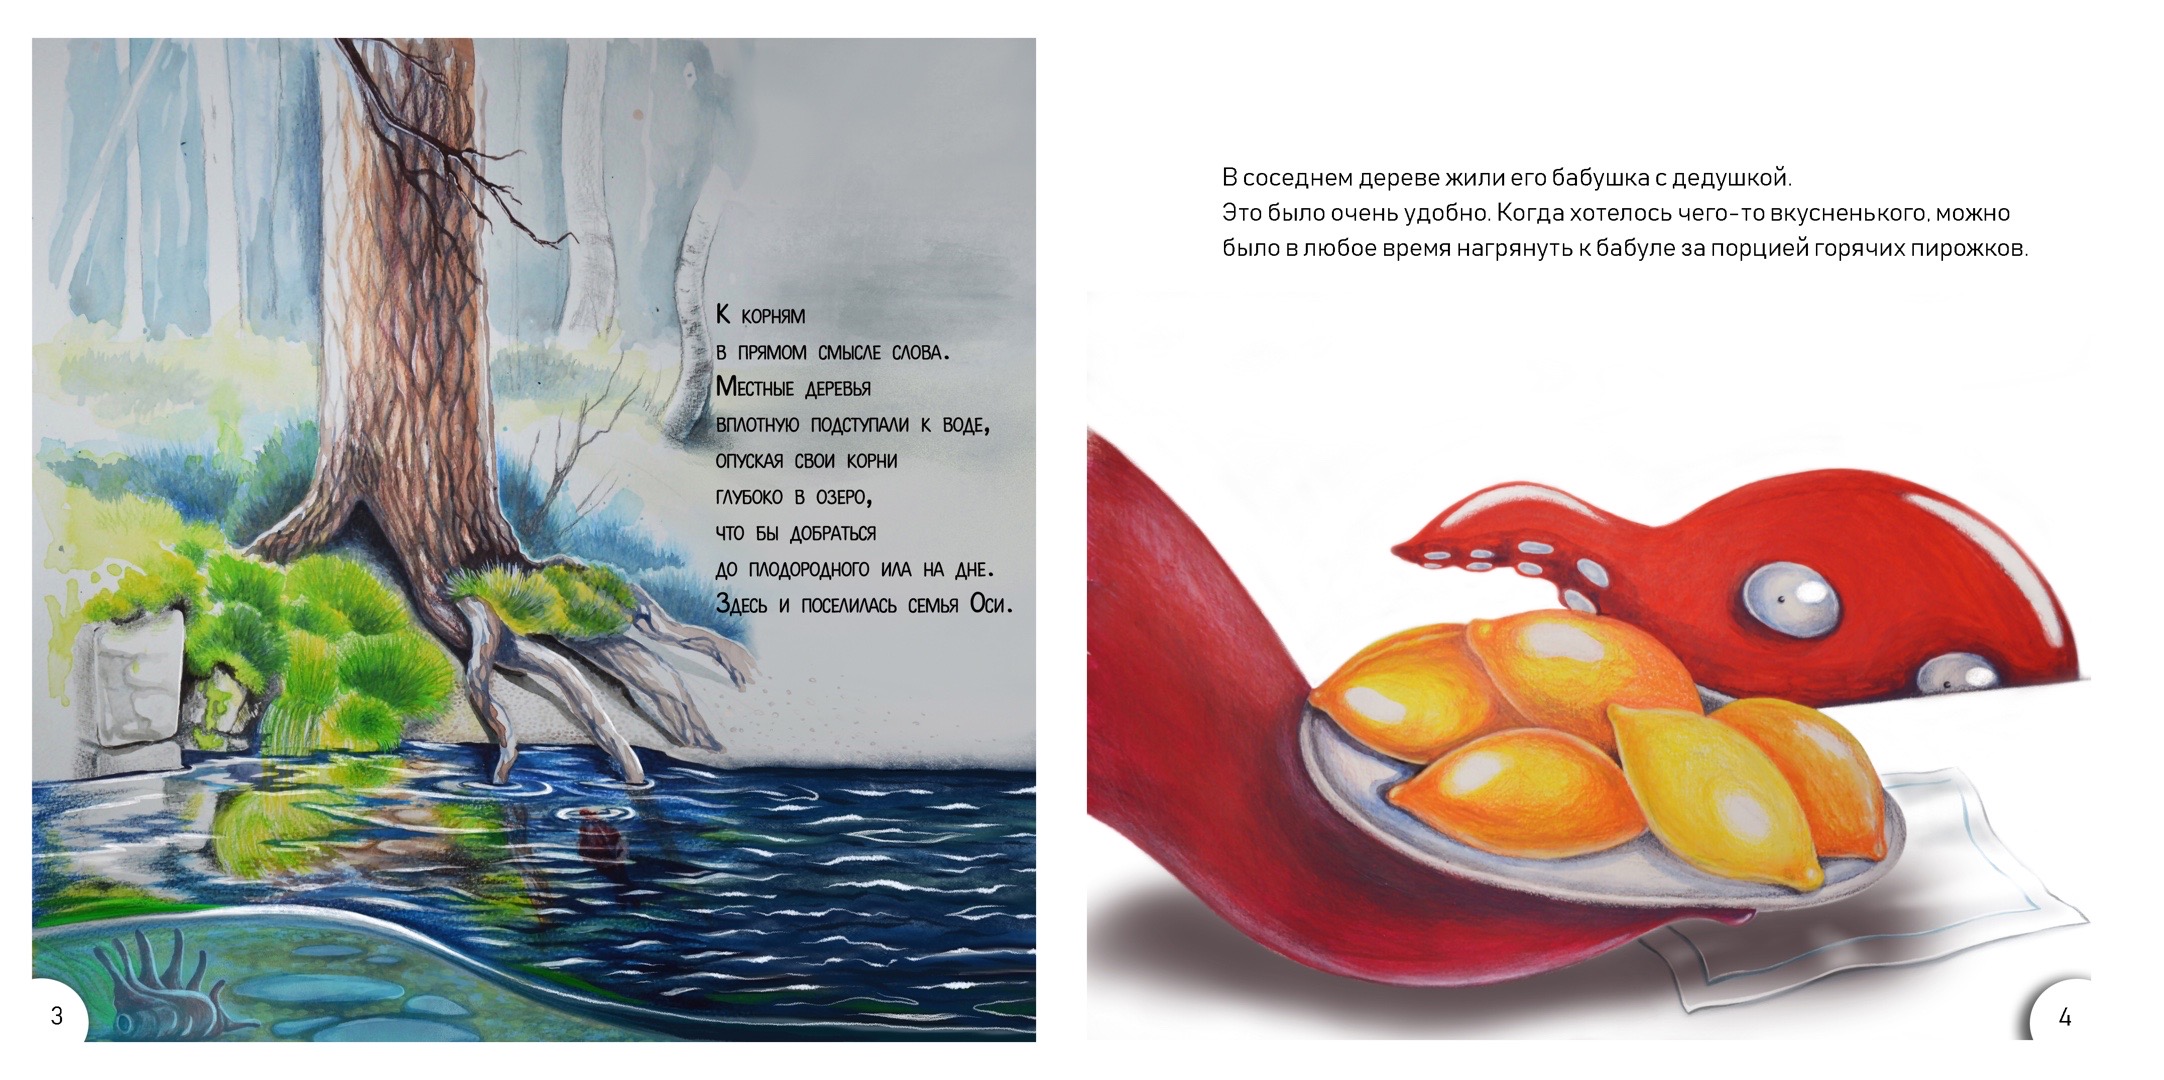 К корням
в прямом смысле слова.
Местные деревья
вплотную подступали к воде,
опуская свои корни
глубоко в озеро,
что бы добраться
до плодородного ила на дне.
Здесь и поселилась семья Оси.
3
В соседнем дереве жили его бабушка с дедушкой.
Это было очень удобно. Когда хотелось чего-то вкусненького, можно
было в любое время нагрянуть к бабуле за порцией горячих пирожков.
4